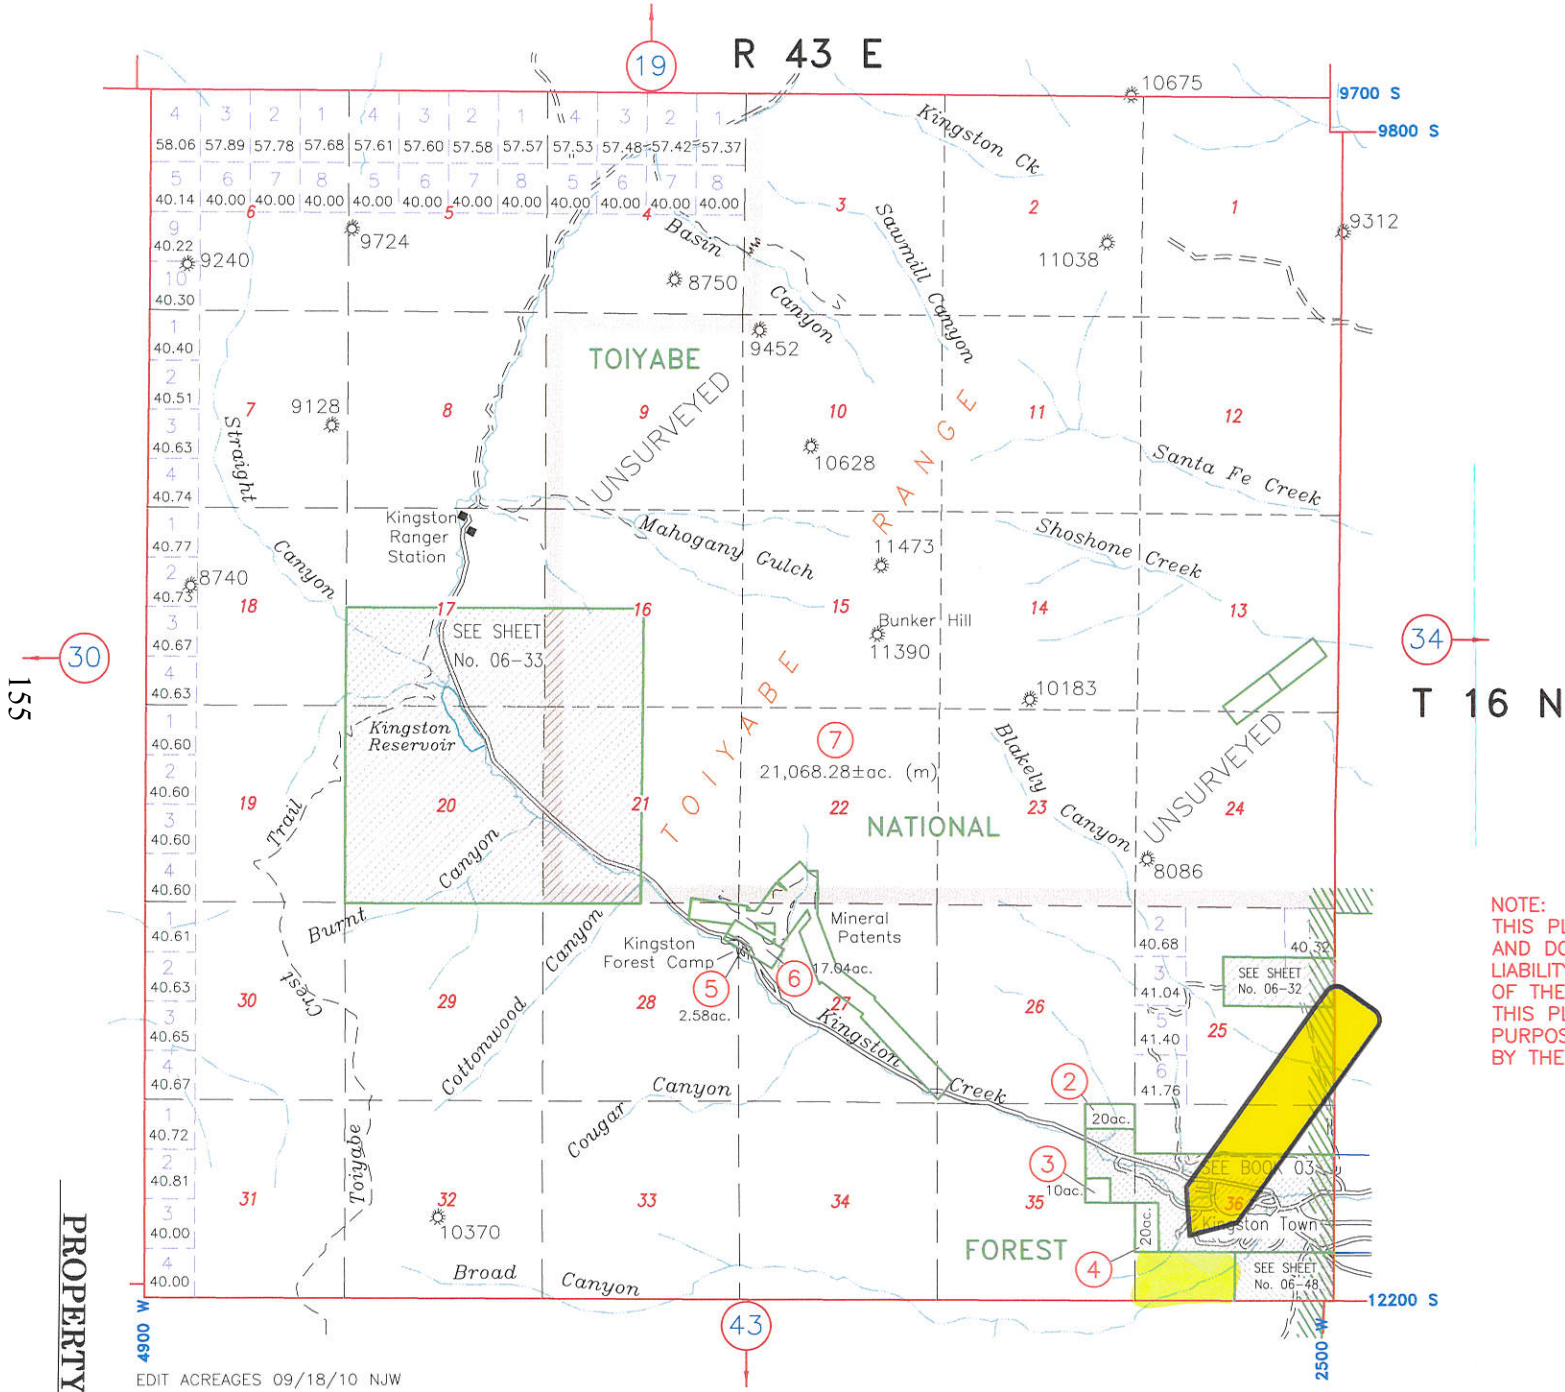 19
R 43 E
10675
9700 S
9800 S
4 3 2 1 4 3 2 1 4 3 2 1
58.06 57.89 57.78 57.68 57.61 57.60 57.58 57.57 57.53 57.48 57.42 57.37
5 6 7 8 5 6 7 8 5 6 7 8
40.14 40.00 40.00 40.00 40.00 40.00 40.00 40.00 40.00 40.00 40.00 40.00
Kingston Ck
6 5 4 3 2 1
9
40.22
9724
9240
10
40.30
Basin
Canyon
8750
Sawmill Canyon
11038
9312
1
40.40
2
40.51
3
40.63
4
40.74
TOIYABE
9452
UNSURVEYED
7 8 9 10 11 12
9128
10628
Straight
Canyon
TOIYABE RANGE
Santa Fe Creek
1
40.77
2
40.73
3
40.67
4
40.63
Kingston
Ranger
Station
Mahogany Gulch
11473
Shoshone Creek
8740
18 17 16 15 14 13
SEE SHEET
No. 06-33
Bunker Hill
11390
10183
30
34
T 16 N
155
1
40.60
2
40.60
3
40.60
4
40.60
Kingston
Reservoir
7
21,068.28±ac. (m)
Blakely Canyon
UNSURVEYED
19 20 21 22 23 24
NATIONAL
Trail
Canyon
Burnt
8086
1
40.61
2
40.63
3
40.65
4
40.67
Crest
Canyon
Cottonwood
Kingston
Forest Camp
Mineral
Patents
5
2.58ac.
6
17.04ac.
30 29 28 27 26 25
2
40.68
40.32
3
41.04
5
41.40
6
41.76
SEE SHEET
No. 06-32
NOTE:
THIS PL
AND DO
LIABILITY
OF THE
THIS PL
PURPOS
BY THE
Kingston
Creek
1
40.72
2
40.81
3
40.00
4
40.00
Toiyabe
Cougar
Canyon
2
20ac.
3
10ac.
20ac.
4
SEE BOOK 03
31 32 33 34 35 36
Kingston Town
10370
FOREST
Broad Canyon
SEE SHEET
No. 06-48
12200 S
4900 W
43
2500 W
EDIT ACREAGES 09/18/10 NJW
PROPERTY